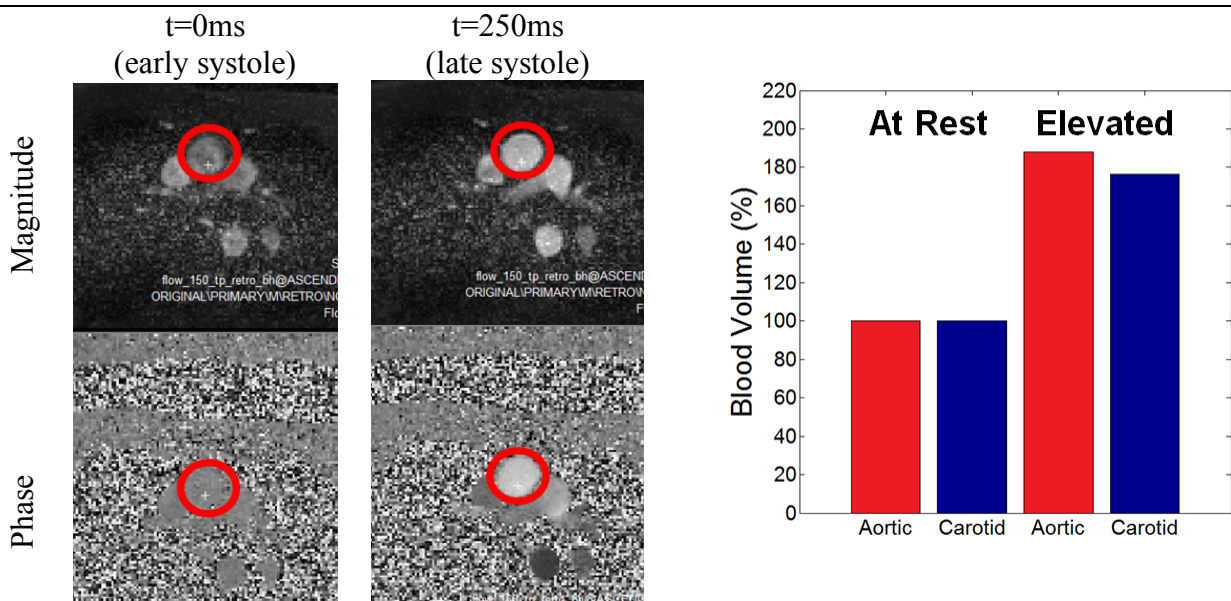 t=0ms
(early systole)
t=250ms
(late systole)
Magnitude
Phase
flow_150_tp_retro_bh@ASCENDE
ORIGINAL\PRIMARY\M\RETRO\NO
flow_150_tp_retro_bh@ASCEND
ORIGINAL\PRIMARY\M\RETRO\N
F
220
200
180
160
140
120
100
80
60
40
20
0
Blood Volume (%)
At Rest
Elevated
Aortic
Carotid
Aortic
Carotid